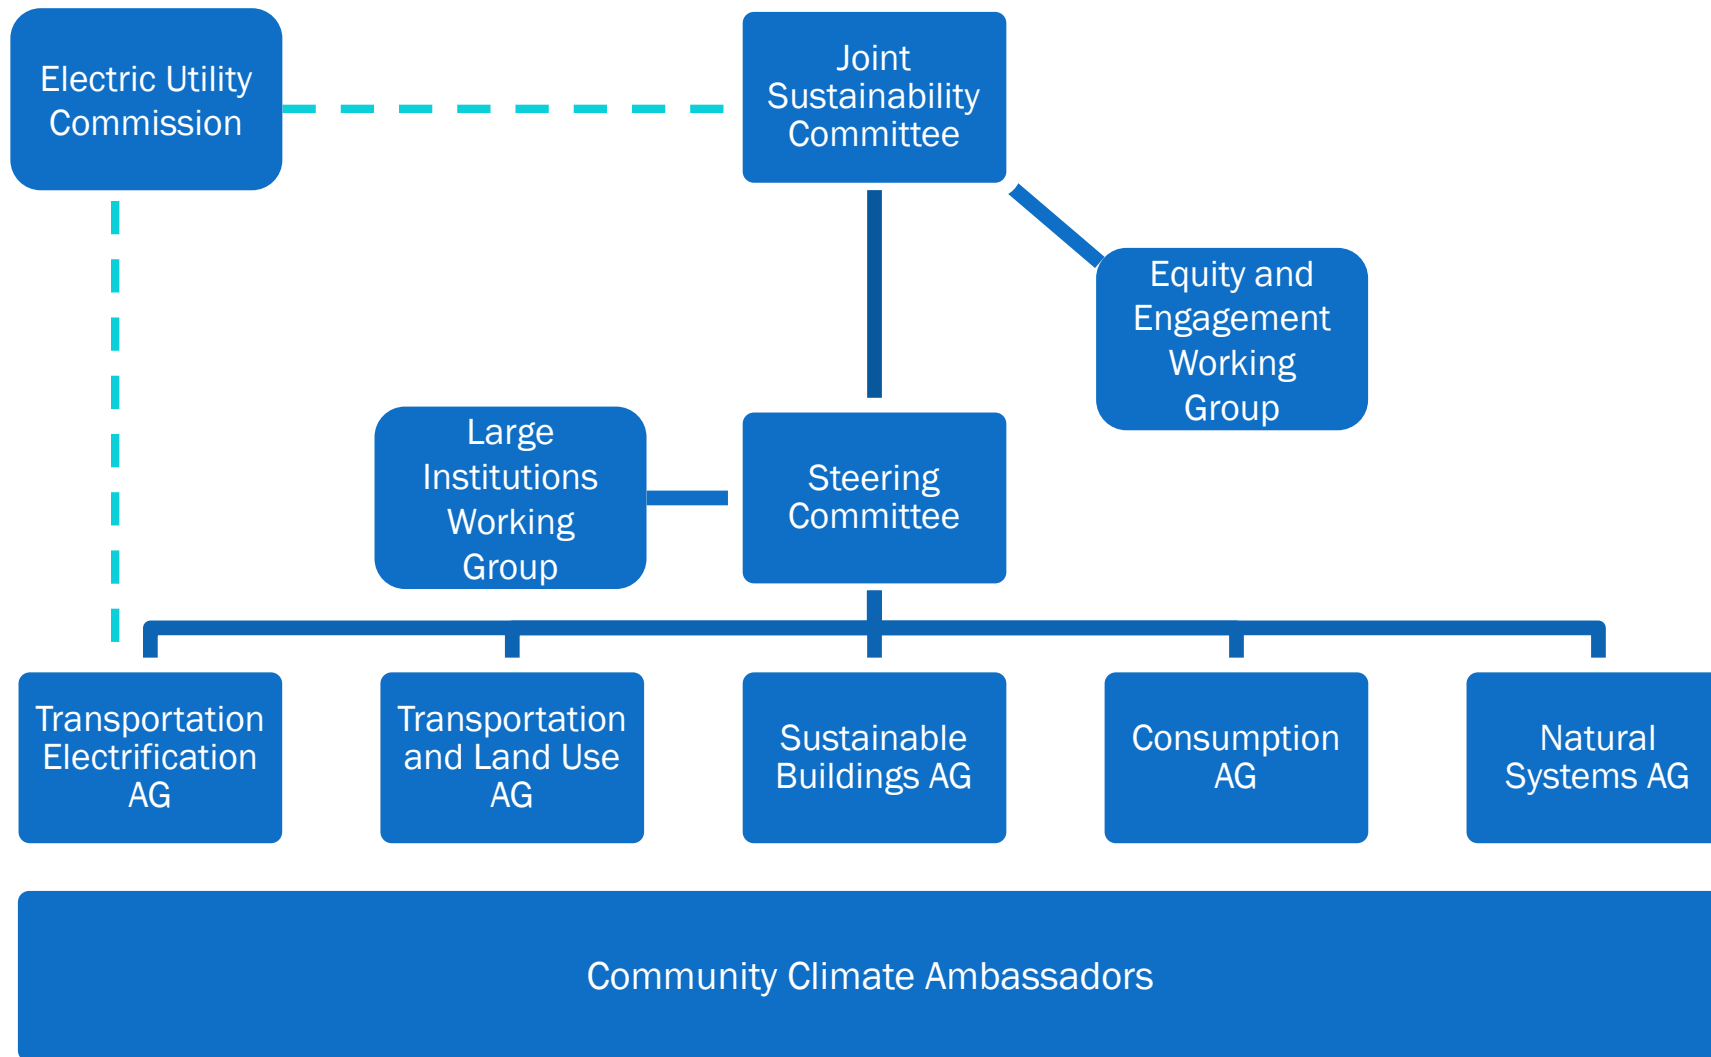 Electric Utility
Commission
Joint
Sustainability
Committee
Equity and
Engagement
Working
Group
Large
Institutions
Working
Group
Steering
Committee
Transportation
Electrification
AG
Transportation
and Land Use
AG
Sustainable
Buildings AG
Consumption
AG
Natural
Systems AG
Community Climate Ambassadors